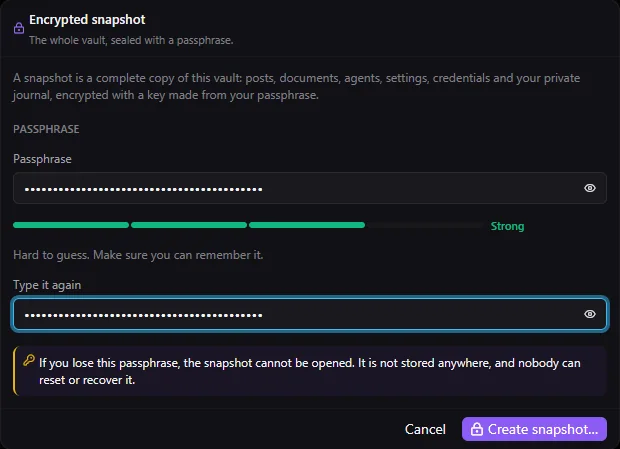 Encrypted snapshot
The whole vault, sealed with a passphrase.
A snapshot is a complete copy of this vault: posts, documents, agents, settings, credentials and your private
journal, encrypted with a key made from your passphrase.
PASSPHRASE
Passphrase
Strong
Hard to guess. Make sure you can remember it.
Type it again
If you lose this passphrase, the snapshot cannot be opened. It is not stored anywhere, and nobody can
reset or recover it.
Cancel
Create snapshot...